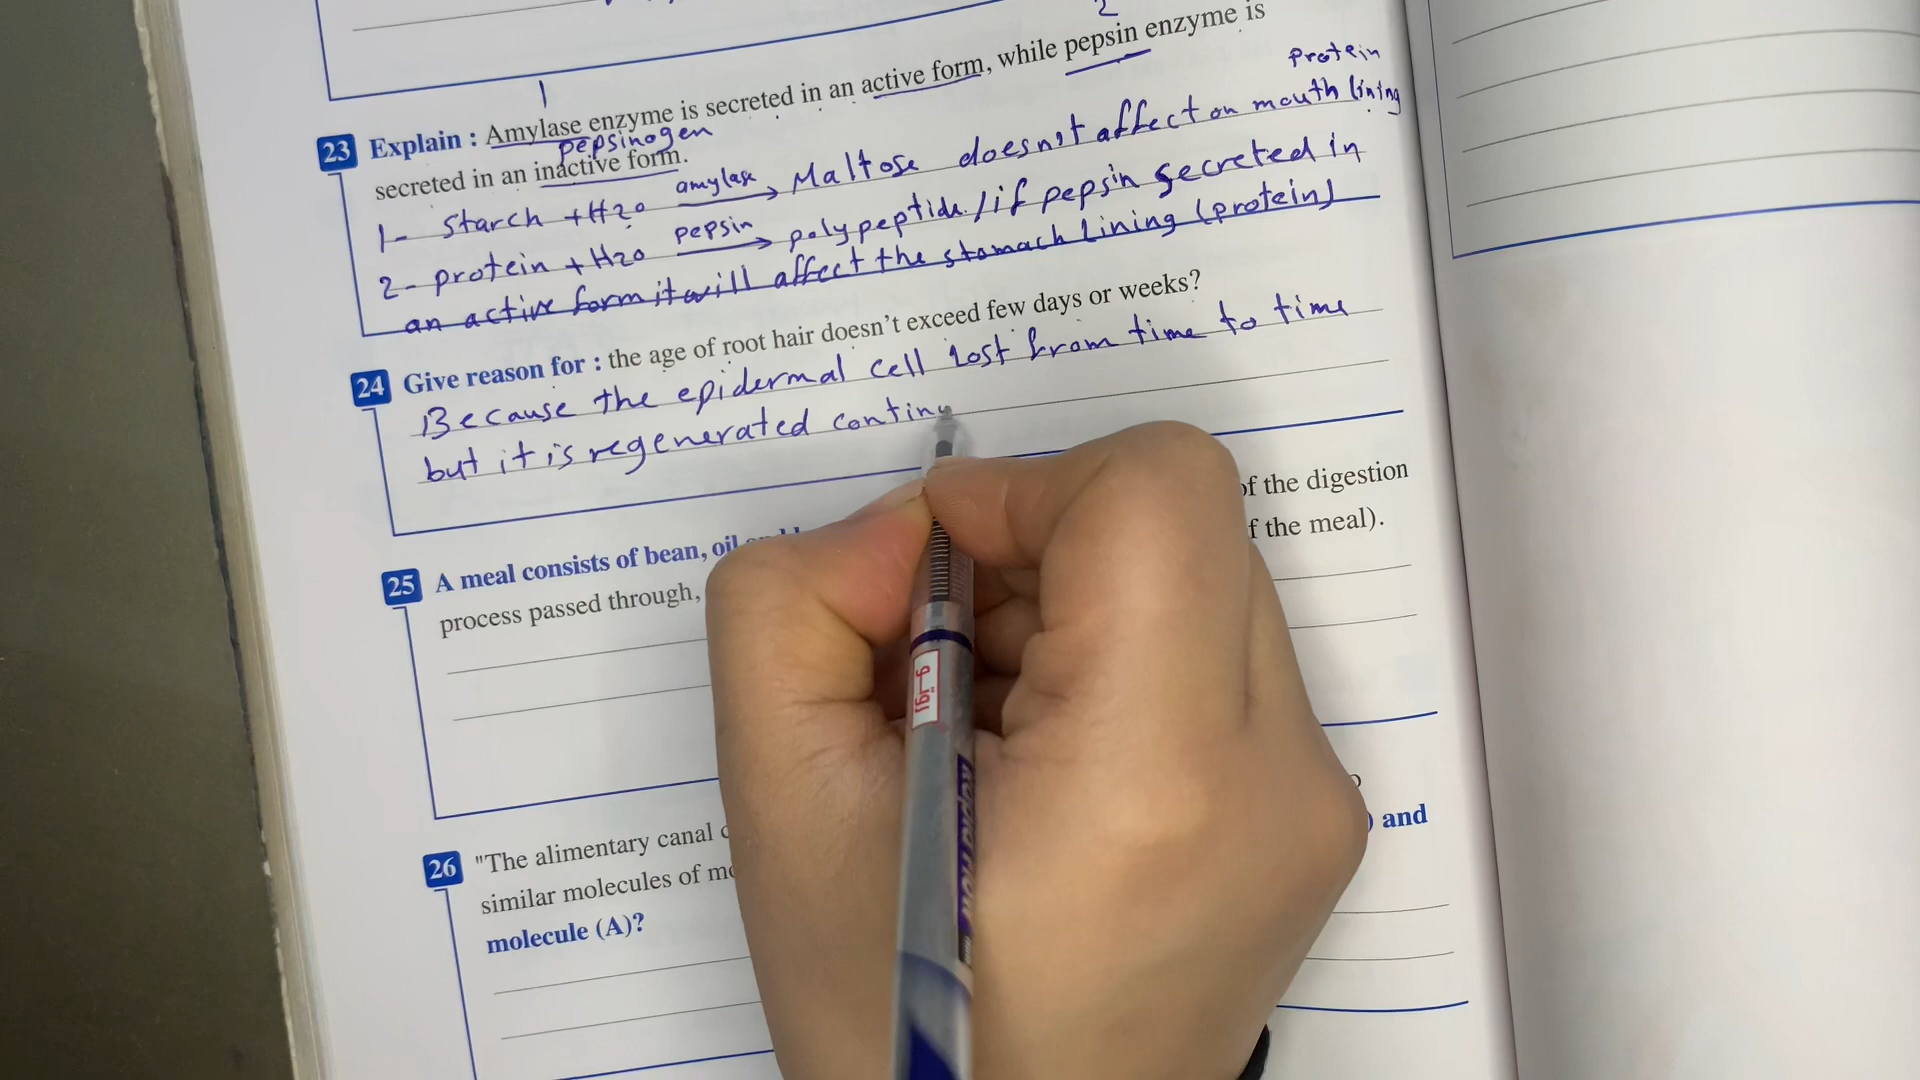 2
23 Explain : Amylase enzyme is secreted in an active form, while pepsin enzyme is
pepsinogen
secreted in an inactive form.
protein
1- Starch + H2O amylase → Maltose doesn't affect on mouth lining
2- protein + H2O pepsin → polypeptide / if pepsin secreted in
an active form it will affect the stomach lining (protein)
24 Give reason for : the age of root hair doesn't exceed few days or weeks?
Because the epidermal cell lost from time to time
but it is regenerated continu
25 A meal consists of bean, oil of the digestion
process passed through, f the meal).
26 "The alimentary canal
similar molecules of ) and
molecule (A)?